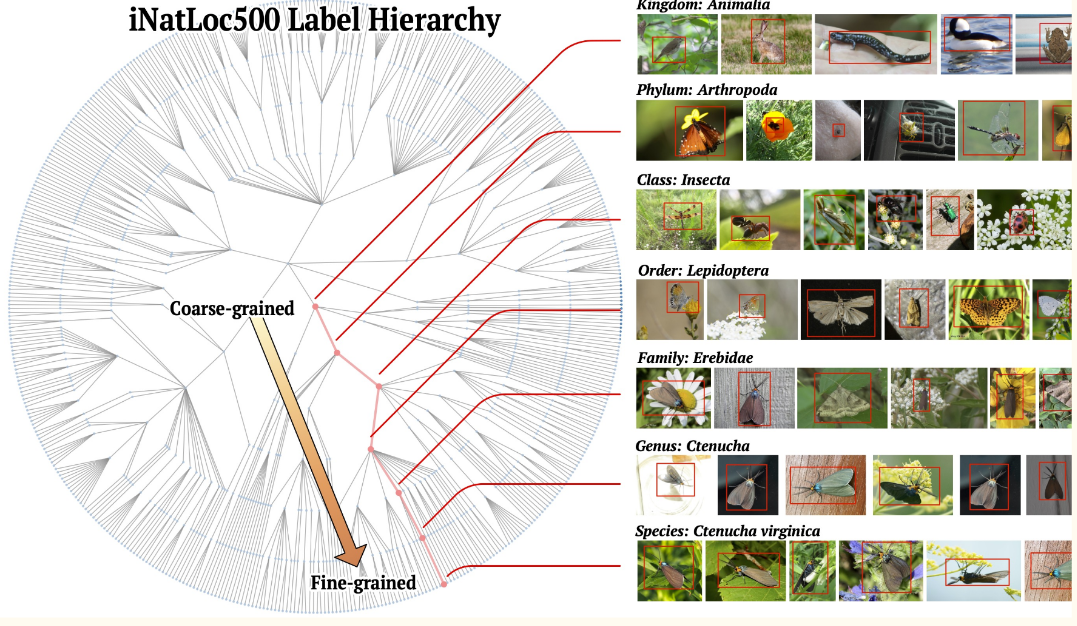 iNatLoc500 Label Hierarchy
Coarse-grained
Fine-grained
Kingdom: Animalia
Phylum: Arthropoda
Class: Insecta
Order: Lepidoptera
Family: Erebidae
Genus: Ctenucha
Species: Ctenucha virginica